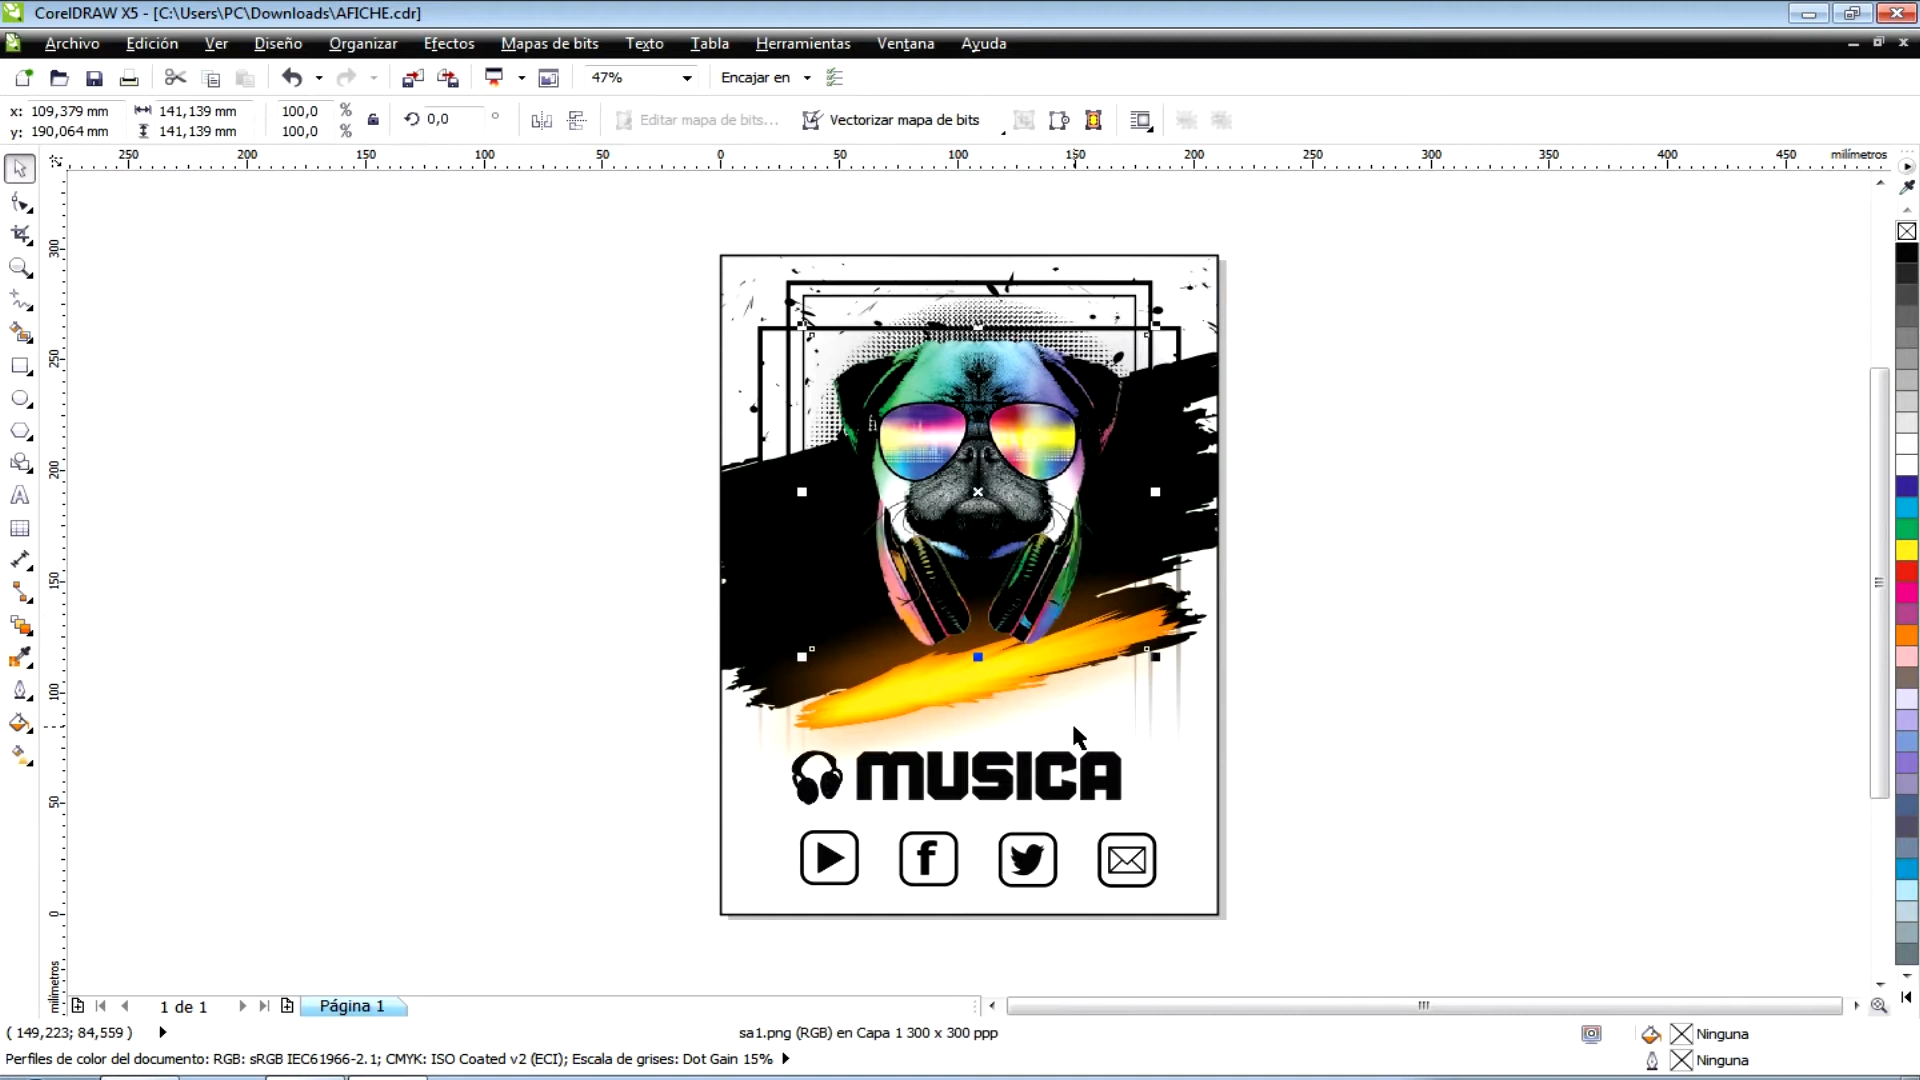 CorelDRAW X5 - [C:\Users\PC\Downloads\AFICHE.cdr]
Archivo Edición Ver Diseño Organizar Efectos Mapas de bits Texto Tabla Herramientas Ventana Ayuda
47% Encajar en
x: 109,379 mm 141,139 mm 100,0 % 0,0 ° Editar mapa de bits... Vectorizar mapa de bits
y: 190,064 mm 141,139 mm 100,0 %
250 200 150 100 50 0 50 100 150 200 250 300 350 400 450 milímetros
300
250
200
150
100
50
0
milímetros
MUSICA
f
1 de 1 Página 1
( 149,223; 84,559 ) sa1.png (RGB) en Capa 1 300 x 300 ppp Ninguna
Perfiles de color del documento: RGB: sRGB IEC61966-2.1; CMYK: ISO Coated v2 (ECI); Escala de grises: Dot Gain 15% Ninguna